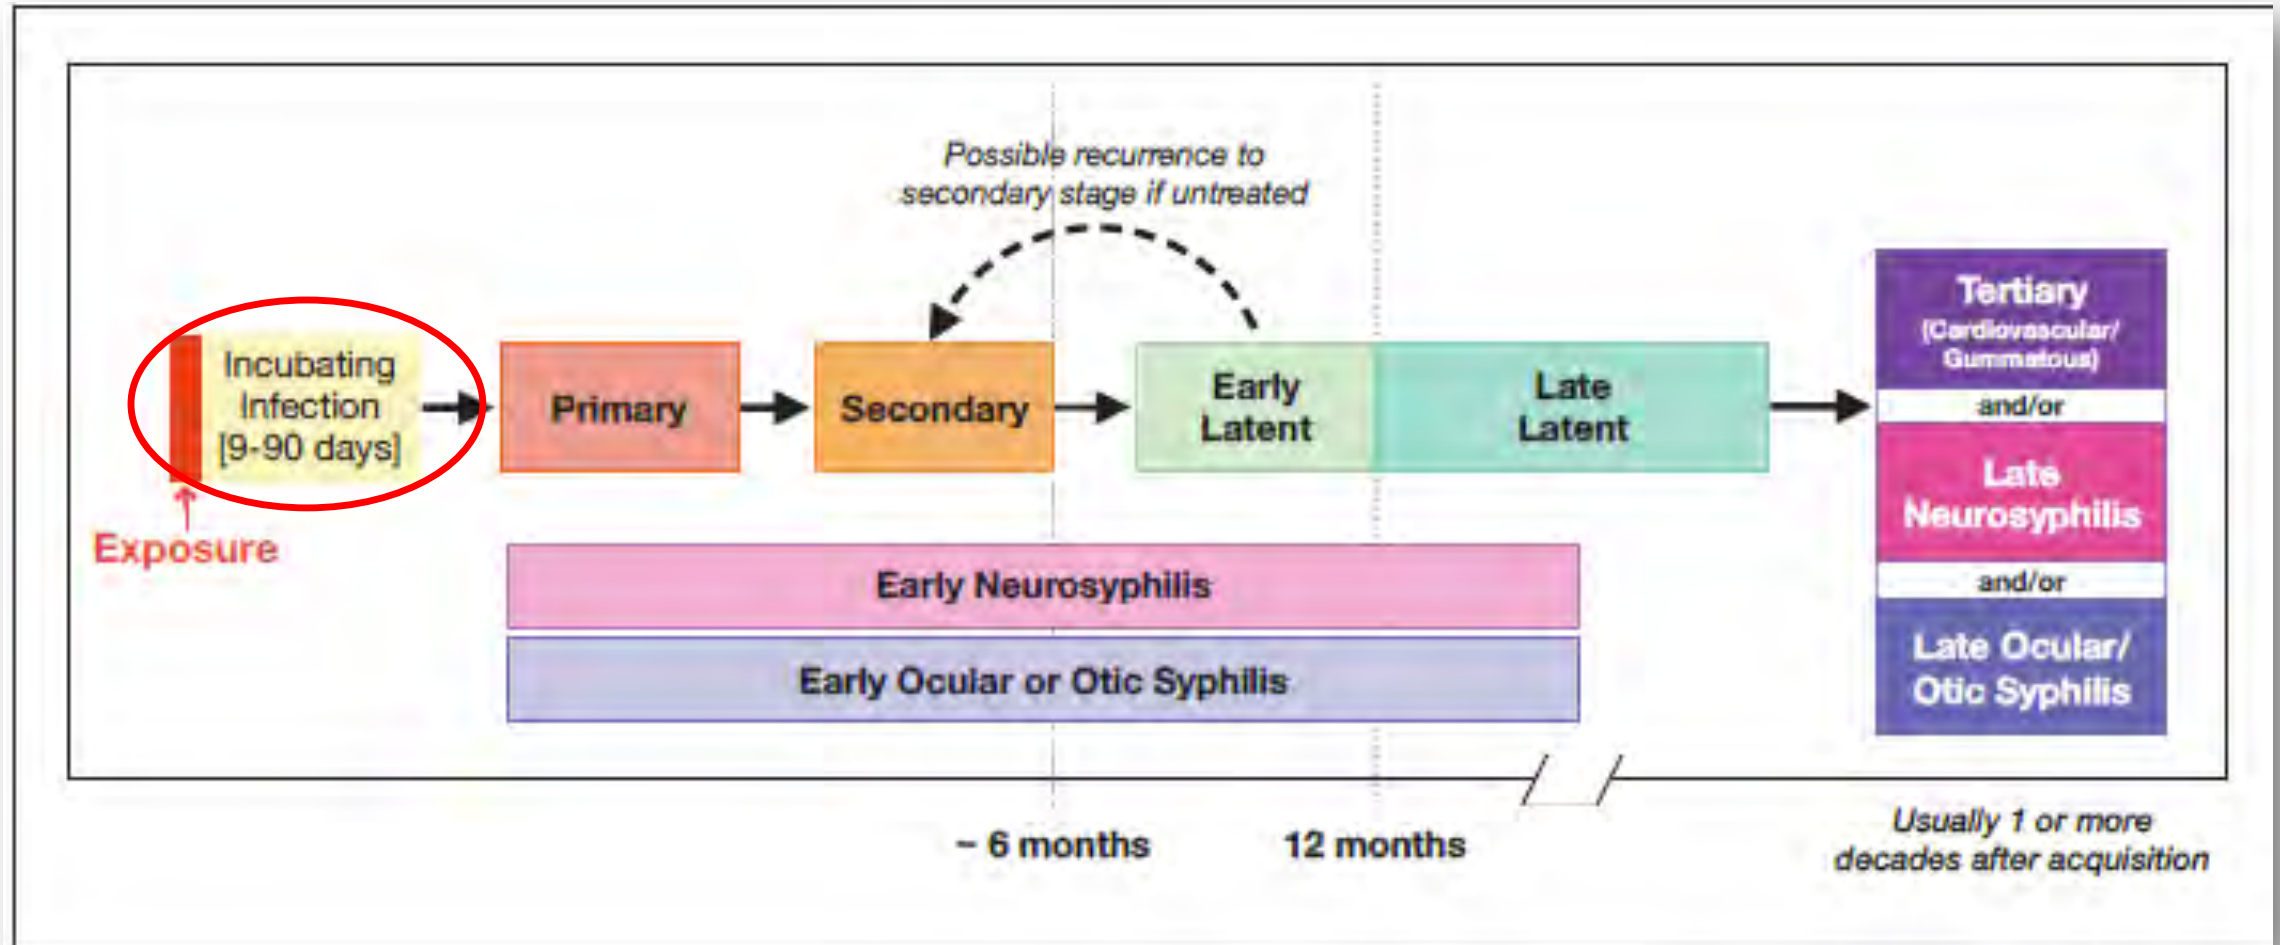 Possible recurrence to
secondary stage if untreated
Incubating
Infection
[9-90 days]
Exposure
Primary
Secondary
Early
Latent
Late
Latent
Tertiary
(Cardiovascular/
Gummatous)
and/or
Late
Neurosyphilis
and/or
Late Ocular/
Otic Syphilis
Early Neurosyphilis
Early Ocular or Otic Syphilis
~ 6 months
12 months
Usually 1 or more
decades after acquisition